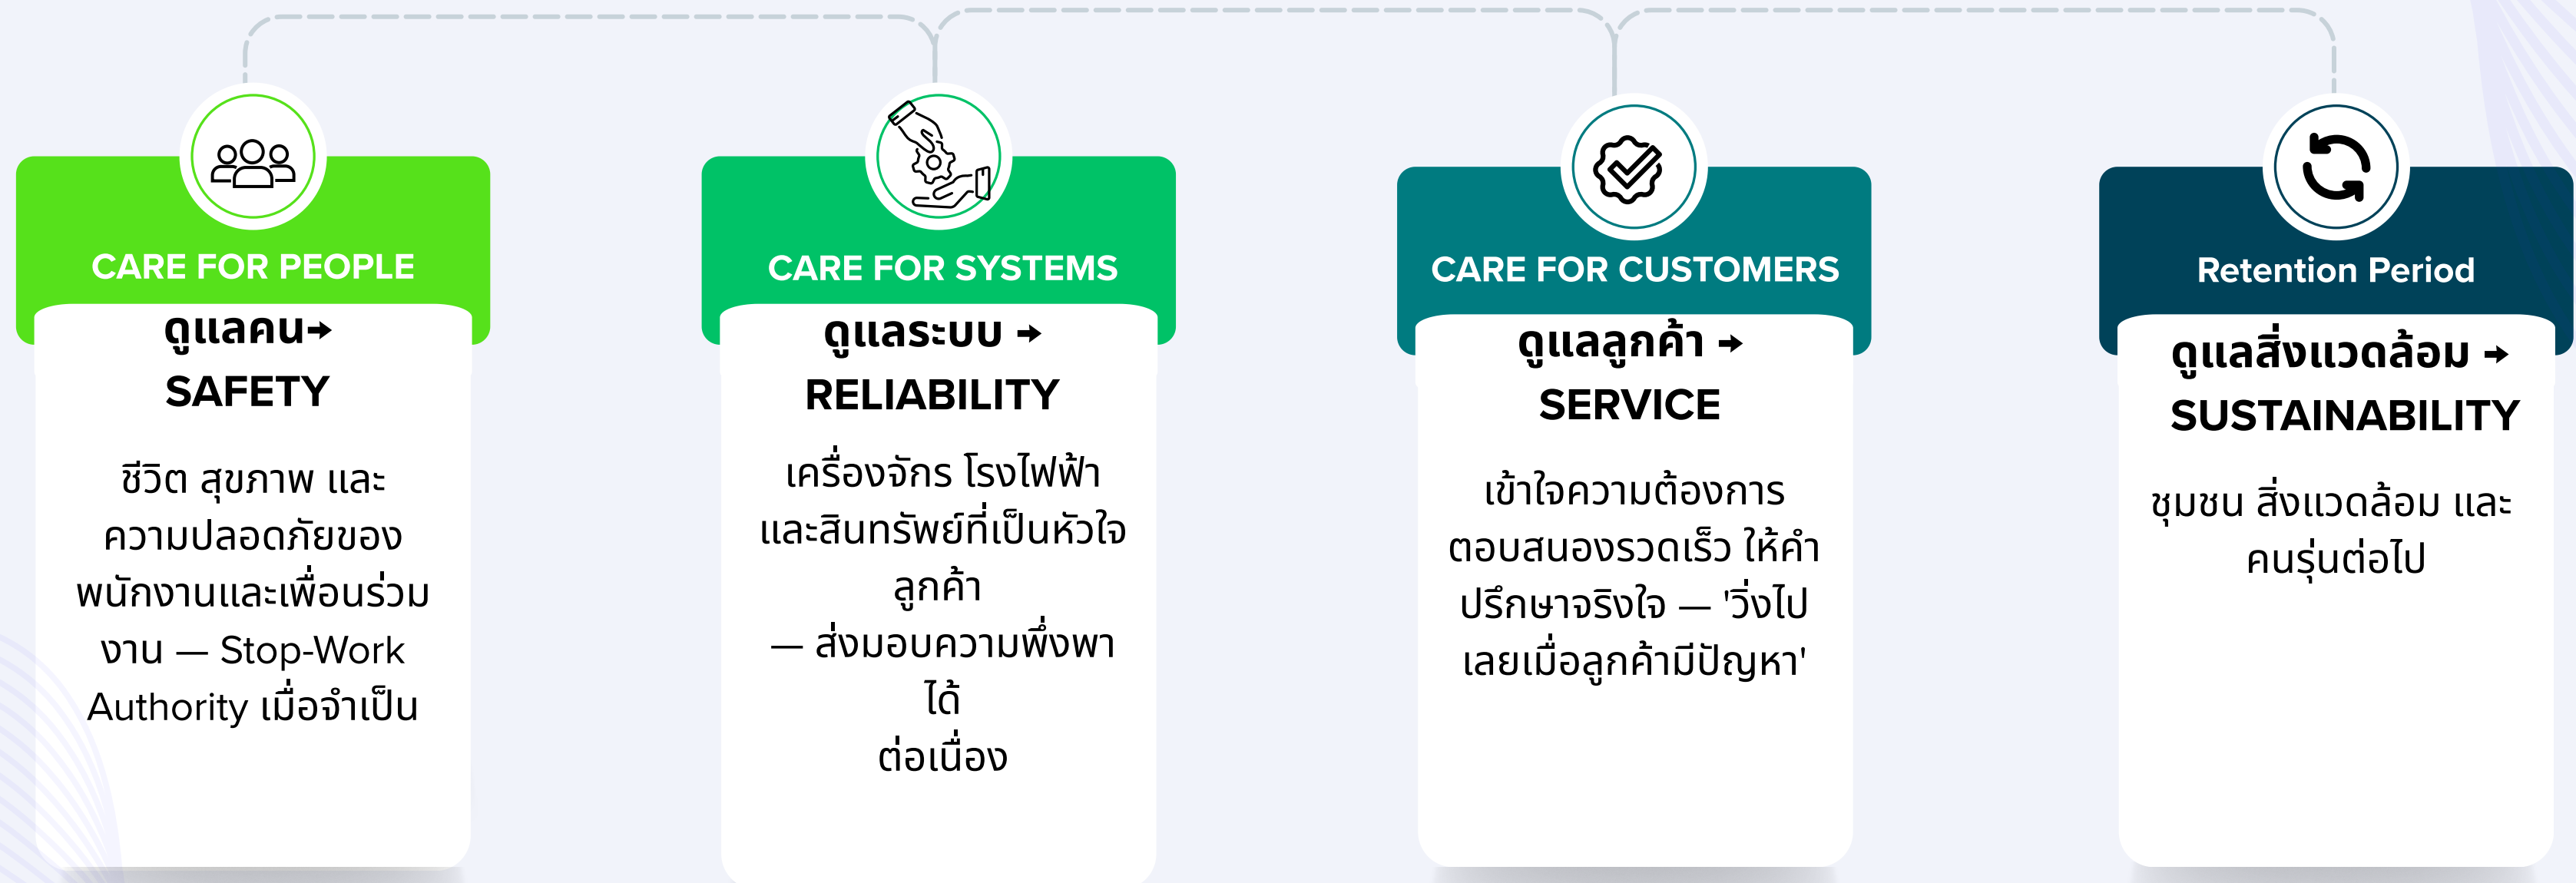 CARE FOR PEOPLE
ดูแลคน→
SAFETY
ชีวิต สุขภาพ และ
ความปลอดภัยของ
พนักงานและเพื่อนร่วม
งาน — Stop-Work
Authority เมื่อจำเป็น
CARE FOR SYSTEMS
ดูแลระบบ →
RELIABILITY
เครื่องจักร โรงไฟฟ้า
และสินทรัพย์ที่เป็นหัวใจ
ลูกค้า
— ส่งมอบความพึ่งพา
ได้
ต่อเนื่อง
CARE FOR CUSTOMERS
ดูแลลูกค้า →
SERVICE
เข้าใจความต้องการ
ตอบสนองรวดเร็ว ให้คำ
ปรึกษาจริงใจ — 'วิ่งไป
เลยเมื่อลูกค้ามีปัญหา'
Retention Period
ดูแลสิ่งแวดล้อม →
SUSTAINABILITY
ชุมชน สิ่งแวดล้อม และ
คนรุ่นต่อไป